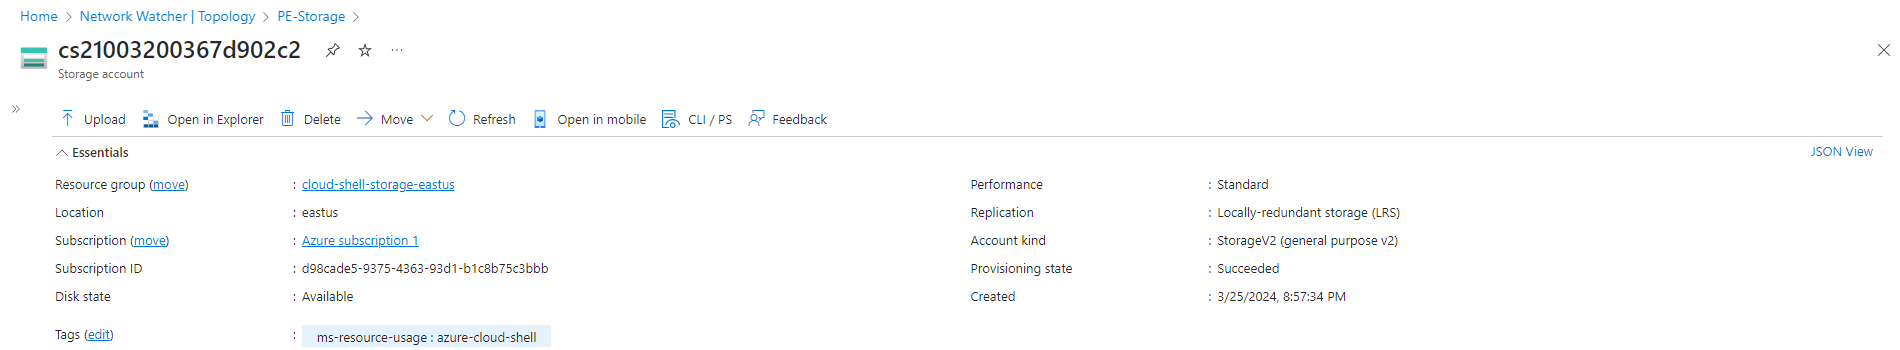 Home > Network Watcher | Topology > PE-Storage >
cs21003200367d902c2
Storage account
Upload Open in Explorer Delete Move Refresh Open in mobile CLI / PS Feedback
Essentials JSON View
Resource group (move) : cloud-shell-storage-eastus Performance : Standard
Location : eastus Replication : Locally-redundant storage (LRS)
Subscription (move) : Azure subscription 1 Account kind : StorageV2 (general purpose v2)
Subscription ID : d98cade5-9375-4363-93d1-b1c8b75c3bbb Provisioning state : Succeeded
Disk state : Available Created : 3/25/2024, 8:57:34 PM
Tags (edit) : ms-resource-usage : azure-cloud-shell